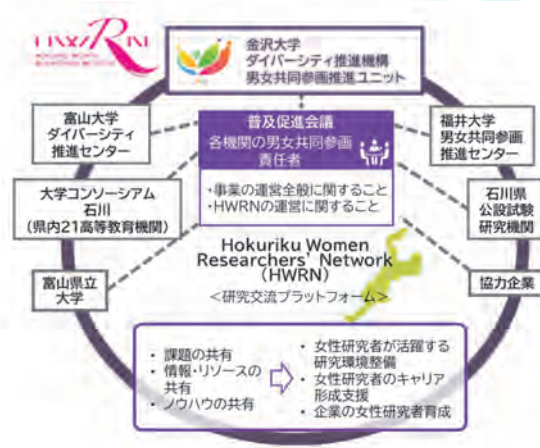 金沢大学
ダイバーシティ推進機構
男女共同参画推進ユニット
富山大学
ダイバーシティ
推進センター
普及促進会議
各機関の男女共同参画
責任者
福井大学
男女共同参画
推進センター
・事業の運営全般に関すること
・HWRNの運営に関すること
大学コンソーシアム
石川
(県内21高等教育機関)
石川県
公設試験
研究機関
Hokuriku Women
Researchers' Network
(HWRN)
<研究交流プラットフォーム>
富山県立
大学
協力企業
・課題の共有
・情報・リソースの
共有
・ノウハウの共有
・女性研究者が活躍する
研究環境整備
・女性研究者のキャリア
形成支援
・企業の女性研究者育成